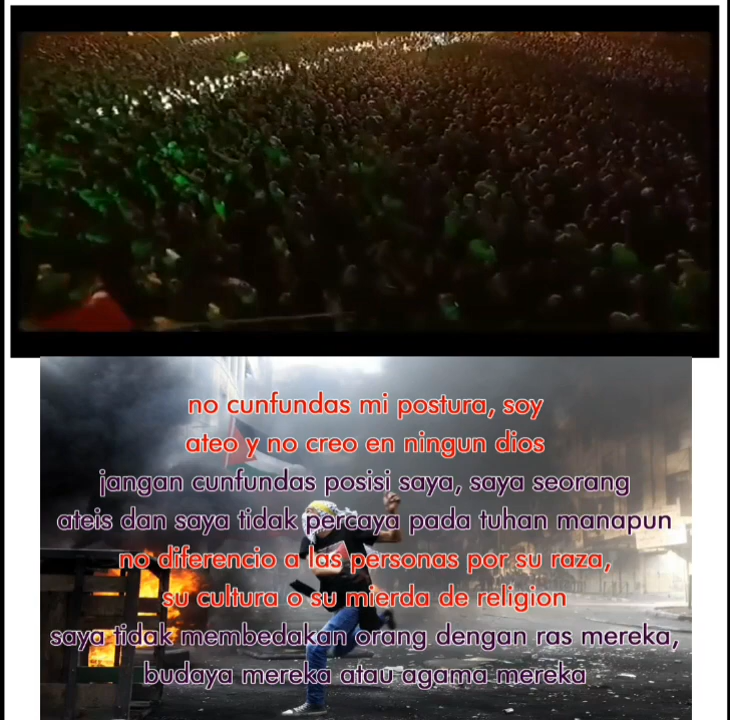 no cunfundas mi postura, soy
ateo y no creo en ningun dios
jangan cunfundas posisi saya, saya seorang
ateis dan saya tidak percaya pada tuhan manapun
no diferencio a las personas por su raza,
su cultura o su mierda de religion
saya tidak membedakan orang dengan ras mereka,
budaya mereka atau agama mereka